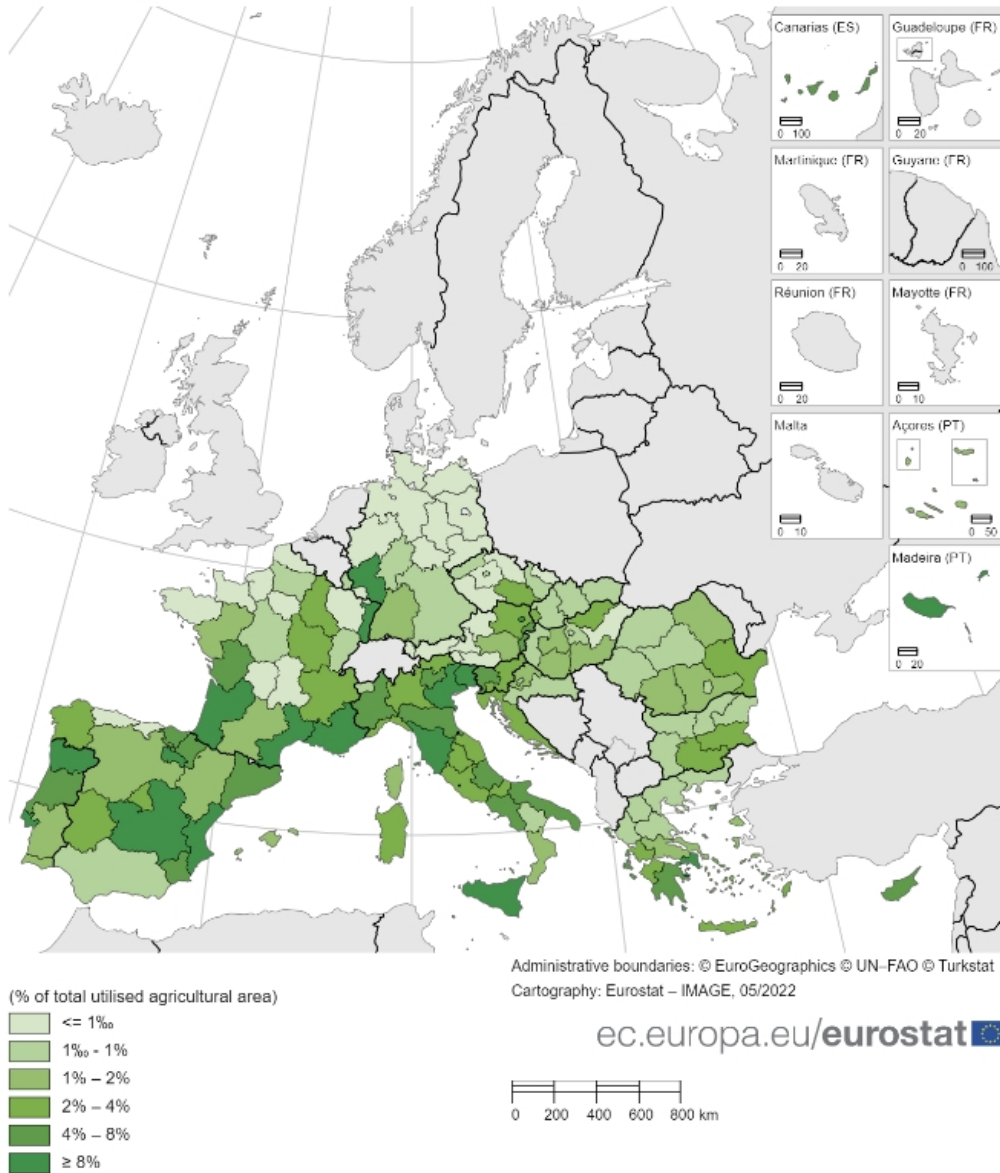 Canarias (ES)
0 100
Guadeloupe (FR)
0 20
Martinique (FR)
0 20
Guyane (FR)
0 100
Réunion (FR)
0 20
Mayotte (FR)
0 10
Malta
0 10
Açores (PT)
0 50
Madeira (PT)
0 20
Administrative boundaries: © EuroGeographics © UN–FAO © Turkstat
Cartography: Eurostat – IMAGE, 05/2022
(% of total utilised agricultural area)
<= 1‰
1‰ - 1%
1% – 2%
2% – 4%
4% – 8%
≥ 8%
ec.europa.eu/eurostat
0 200 400 600 800 km